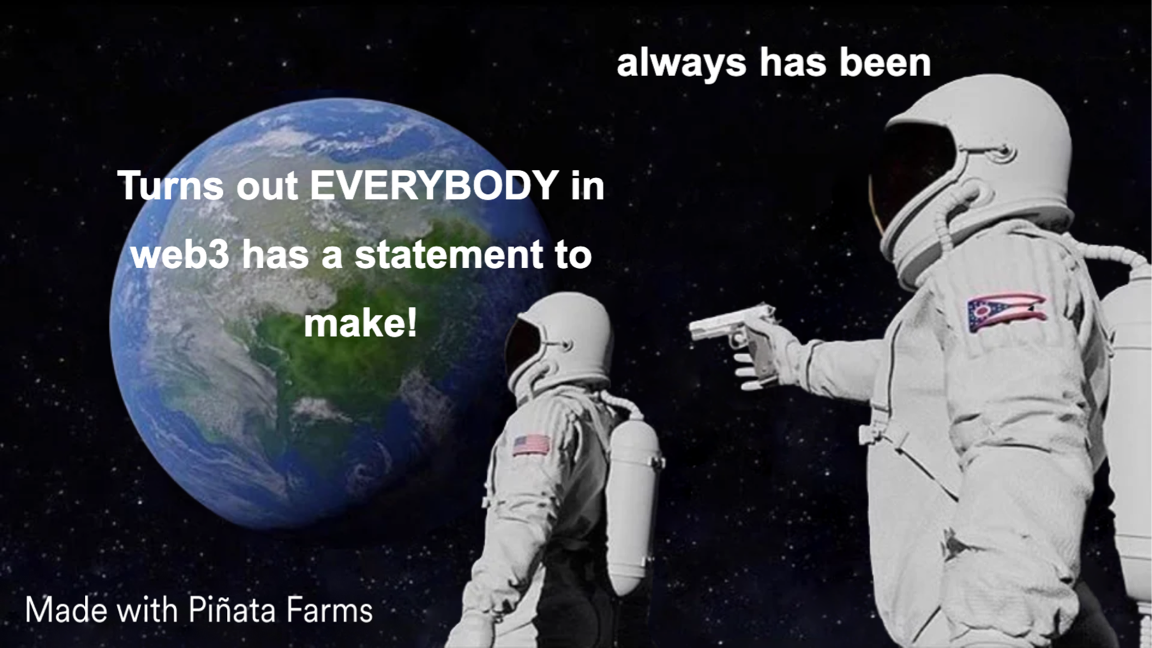 always has been
Turns out EVERYBODY in
web3 has a statement to
make!
Made with Piñata Farms